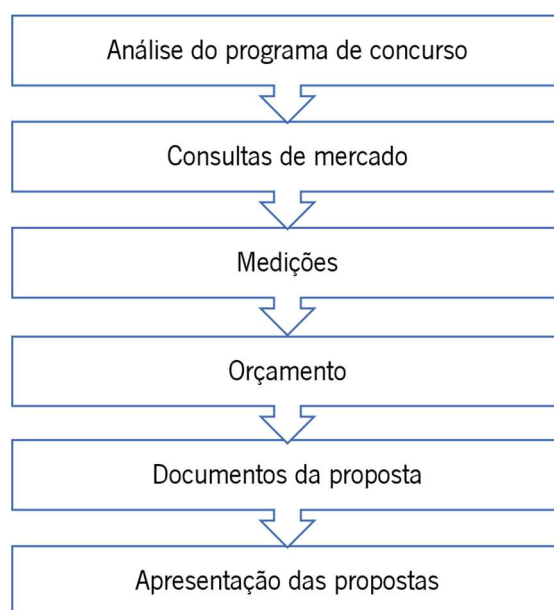 Análise do programa de concurso
Consultas de mercado
Medições
Orçamento
Documentos da proposta
Apresentação das propostas